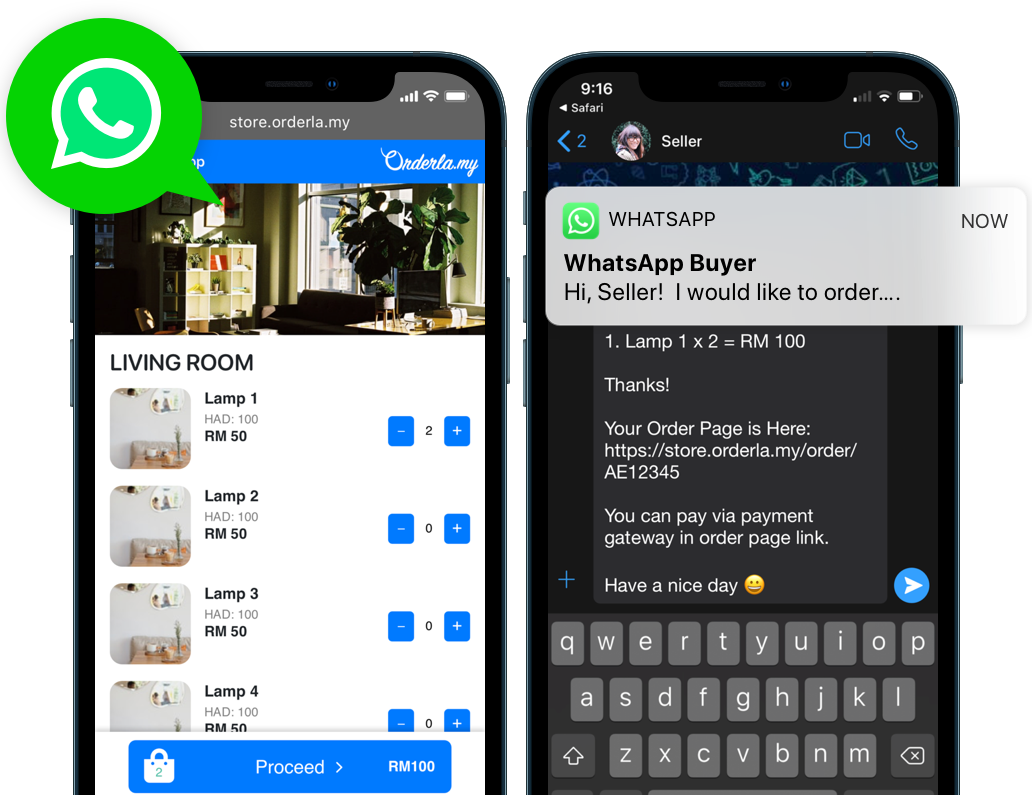 store.orderla.my
op
Orderla.my
LIVING ROOM
Lamp 1
HAD: 100
RM 50
− 2 +
Lamp 2
HAD: 100
RM 50
− 0 +
Lamp 3
HAD: 100
RM 50
− 0 +
Lamp 4
HAD: 100
RM 50
− 0 +
2
Proceed > RM100
9:16
◀ Safari
2
Seller
WHATSAPP
NOW
WhatsApp Buyer
Hi, Seller! I would like to order....
1. Lamp 1 x 2 = RM 100
Thanks!
Your Order Page is Here:
https://store.orderla.my/order/
AE12345
You can pay via payment
gateway in order page link.
Have a nice day 😀
q w e r t y u i o p
a s d f g h j k l
z x c v b n m